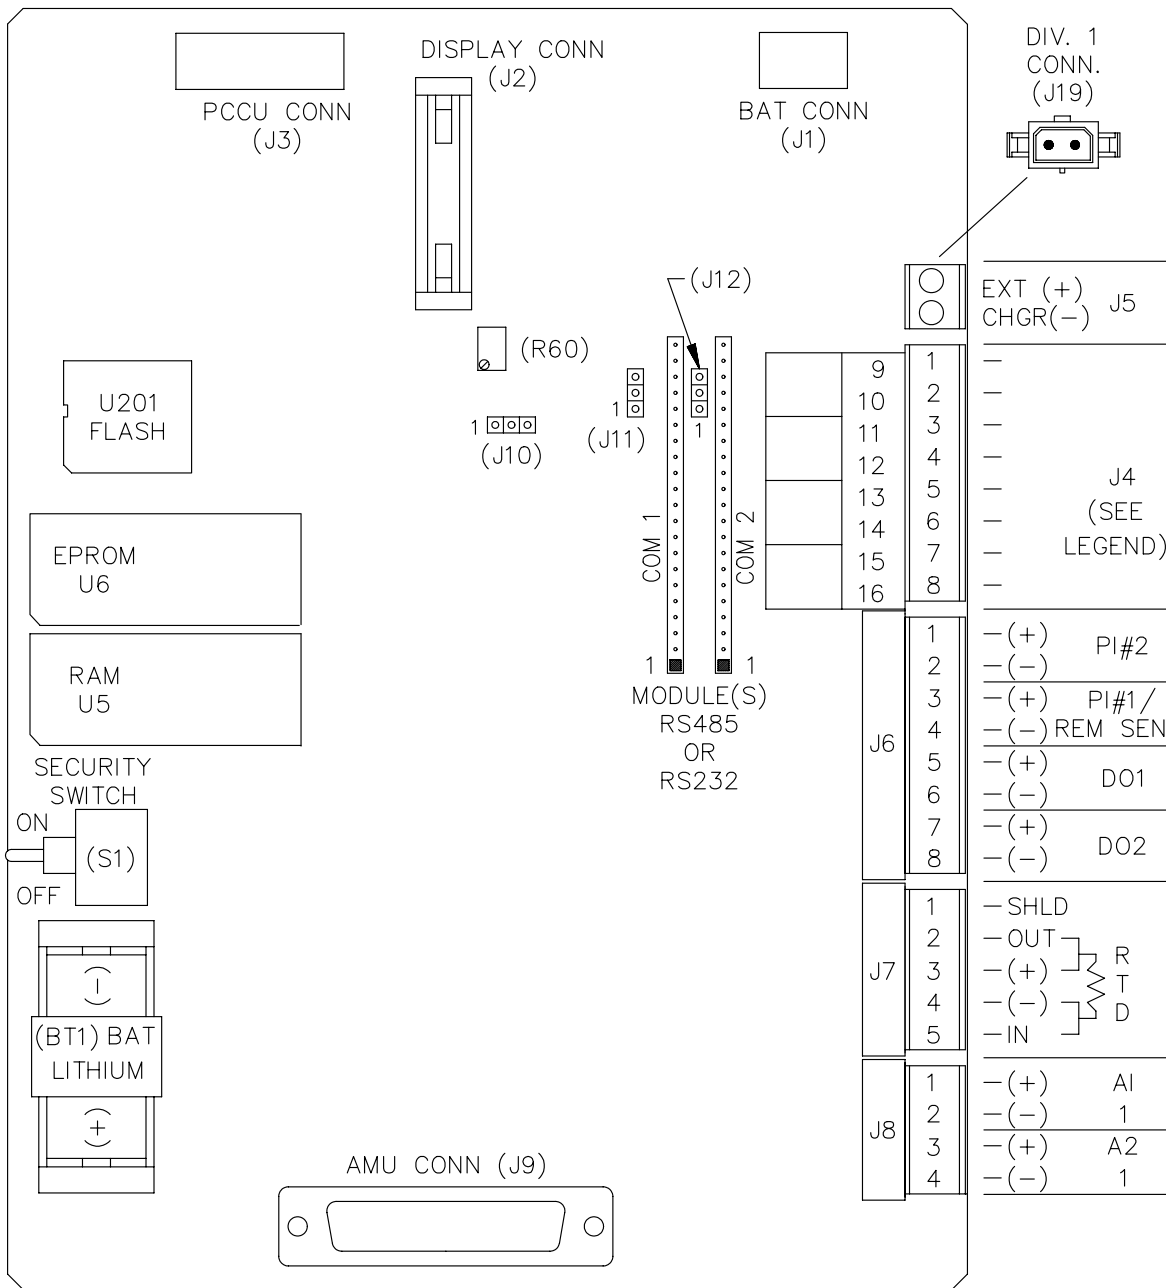 DISPLAY CONN
(J2)
PCCU CONN
(J3)
BAT CONN
(J1)
DIV. 1
CONN.
(J19)
(J12)
EXT (+)
CHGR(-)
J5
(R60)
U201
FLASH
1
(J10)
1
(J11)
1
COM 1
COM 2
1
1
MODULE(S)
RS485
OR
RS232
9
10
11
12
13
14
15
16
1
2
3
4
5
6
7
8
J4
(SEE
LEGEND)
EPROM
U6
RAM
U5
SECURITY
SWITCH
ON
(S1)
OFF
(BT1) BAT
LITHIUM
J6
1
2
3
4
5
6
7
8
(+)
(-)
PI#2
(+)
(-)
PI#1/
REM SEN
(+)
(-)
DO1
(+)
(-)
DO2
J7
1
2
3
4
5
SHLD
OUT
(+)
(-)
IN
R
T
D
J8
1
2
3
4
(+)
(-)
AI
1
(+)
(-)
A2
1
(-)
(+)
AMU CONN (J9)